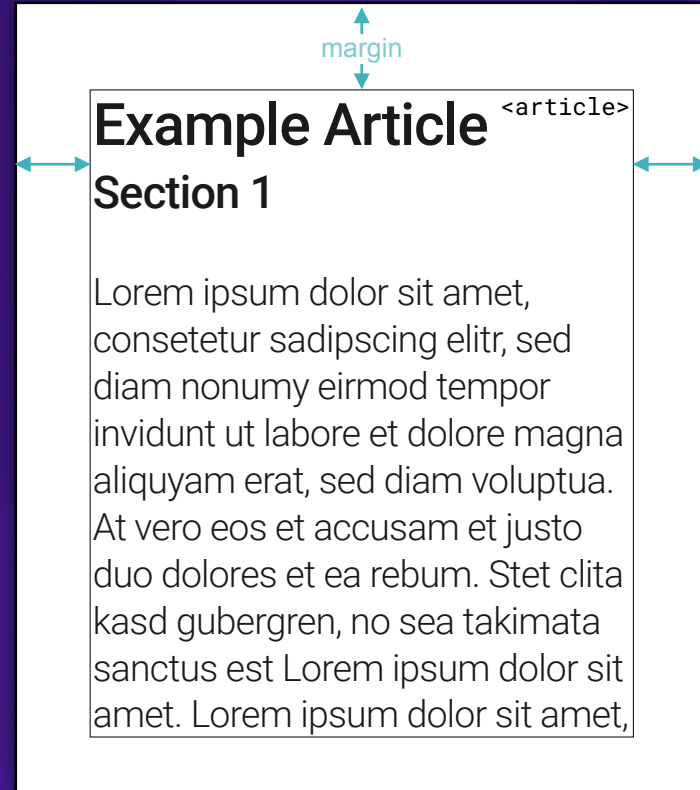 margin
Example Article <article>
Section 1
Lorem ipsum dolor sit amet,
consetetur sadipscing elitr, sed
diam nonumy eirmod tempor
invidunt ut labore et dolore magna
aliquyam erat, sed diam voluptua.
At vero eos et accusam et justo
duo dolores et ea rebum. Stet clita
kasd gubergren, no sea takimata
sanctus est Lorem ipsum dolor sit
amet. Lorem ipsum dolor sit amet,